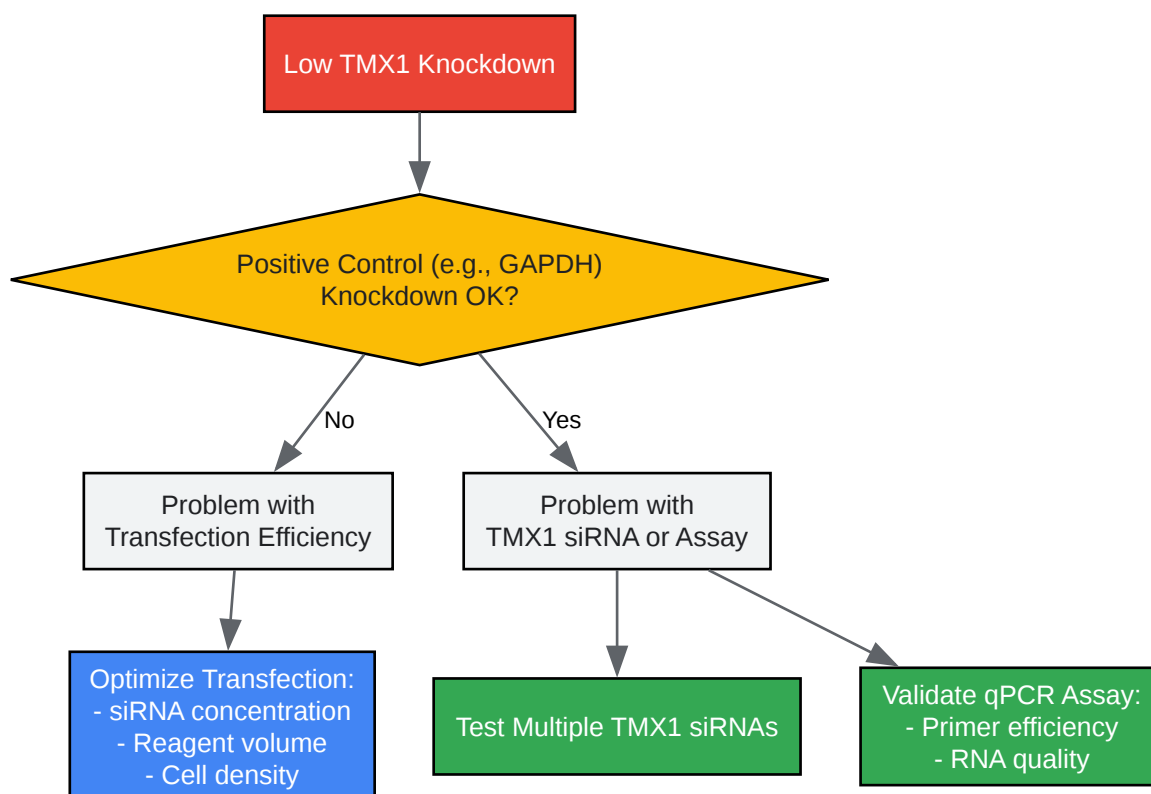 Low TMX1 Knockdown
Positive Control (e.g., GAPDH)
Knockdown OK?
No
Yes
Problem with
Transfection Efficiency
Problem with
TMX1 siRNA or Assay
Optimize Transfection:
- siRNA concentration
- Reagent volume
- Cell density
Test Multiple TMX1 siRNAs
Validate qPCR Assay:
- Primer efficiency
- RNA quality